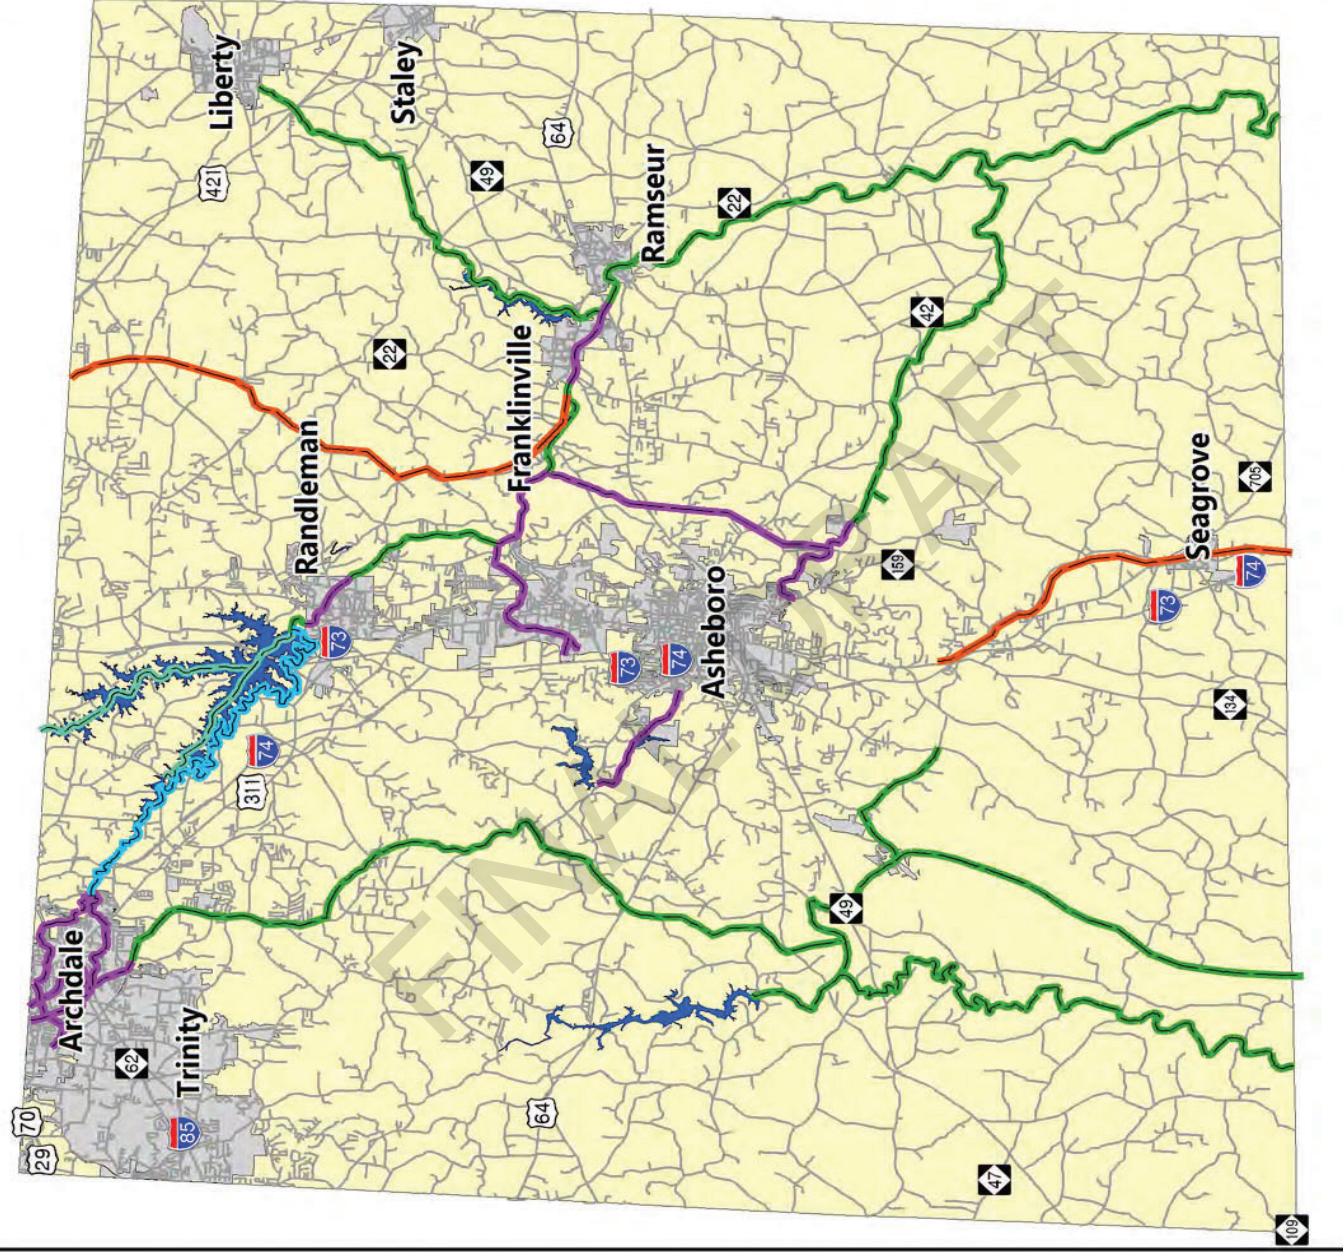 Liberty
Staley
421
49
64
Ramseur
22
22
42
Franklinville
Randleman
73
74
311
73
74
Asheboro
159
Seagrove
705
73
74
134
49
Archdale
Trinity
62
85
70
29
64
47
109
FINAL DRAFT